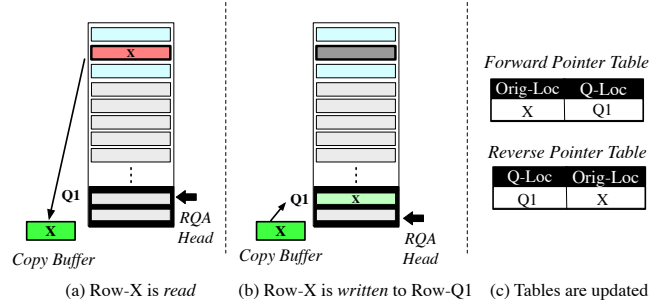 X
Q1
RQA
Head
X
Copy Buffer
(a) Row-X is read
Q1
X
RQA
Head
X
Copy Buffer
(b) Row-X is written to Row-Q1
Forward Pointer Table
Orig-Loc Q-Loc
X Q1
Reverse Pointer Table
Q-Loc Orig-Loc
Q1 X
(c) Tables are updated